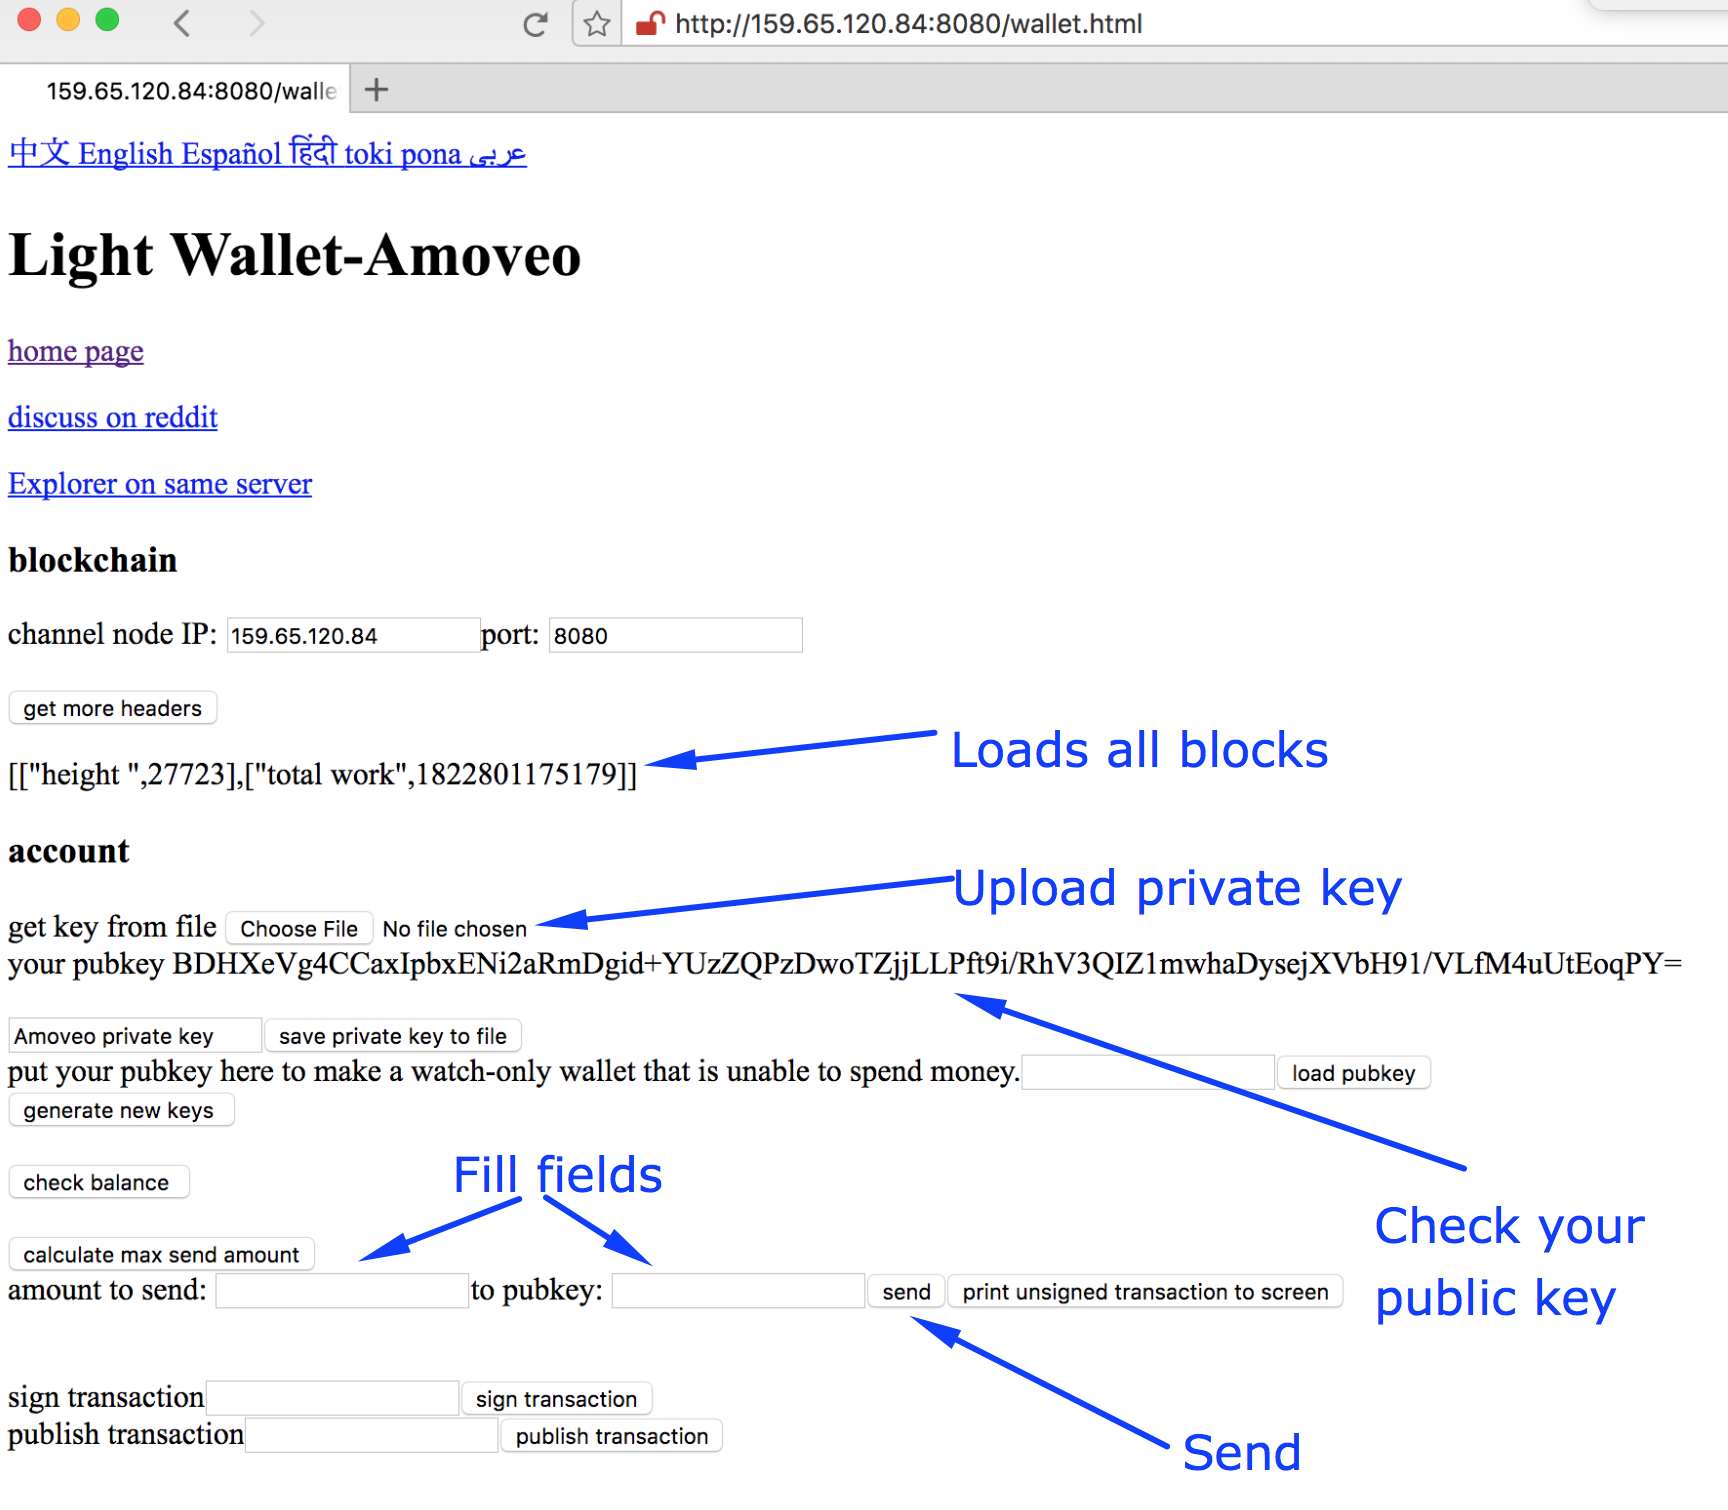 http://159.65.120.84:8080/wallet.html
159.65.120.84:8080/walle
中文 English Español हिंदी toki pona عربى
Light Wallet-Amoveo
home page
discuss on reddit
Explorer on same server
blockchain
channel node IP: 159.65.120.84 port: 8080
get more headers
[["height ",27723],["total work",1822801175179]]
Loads all blocks
account
Upload private key
get key from file Choose File No file chosen
your pubkey BDHXeVg4CCaxIpbxENi2aRmDgid+YUzZQPzDwoTZjjLLPft9i/RhV3QIZ1mwhaDysejXVbH91/VLfM4uUtEoqPY=
Amoveo private key save private key to file
put your pubkey here to make a watch-only wallet that is unable to spend money. load pubkey
generate new keys
check balance
Fill fields
Check your
public key
calculate max send amount
amount to send: to pubkey: send print unsigned transaction to screen
sign transaction sign transaction
publish transaction publish transaction
Send